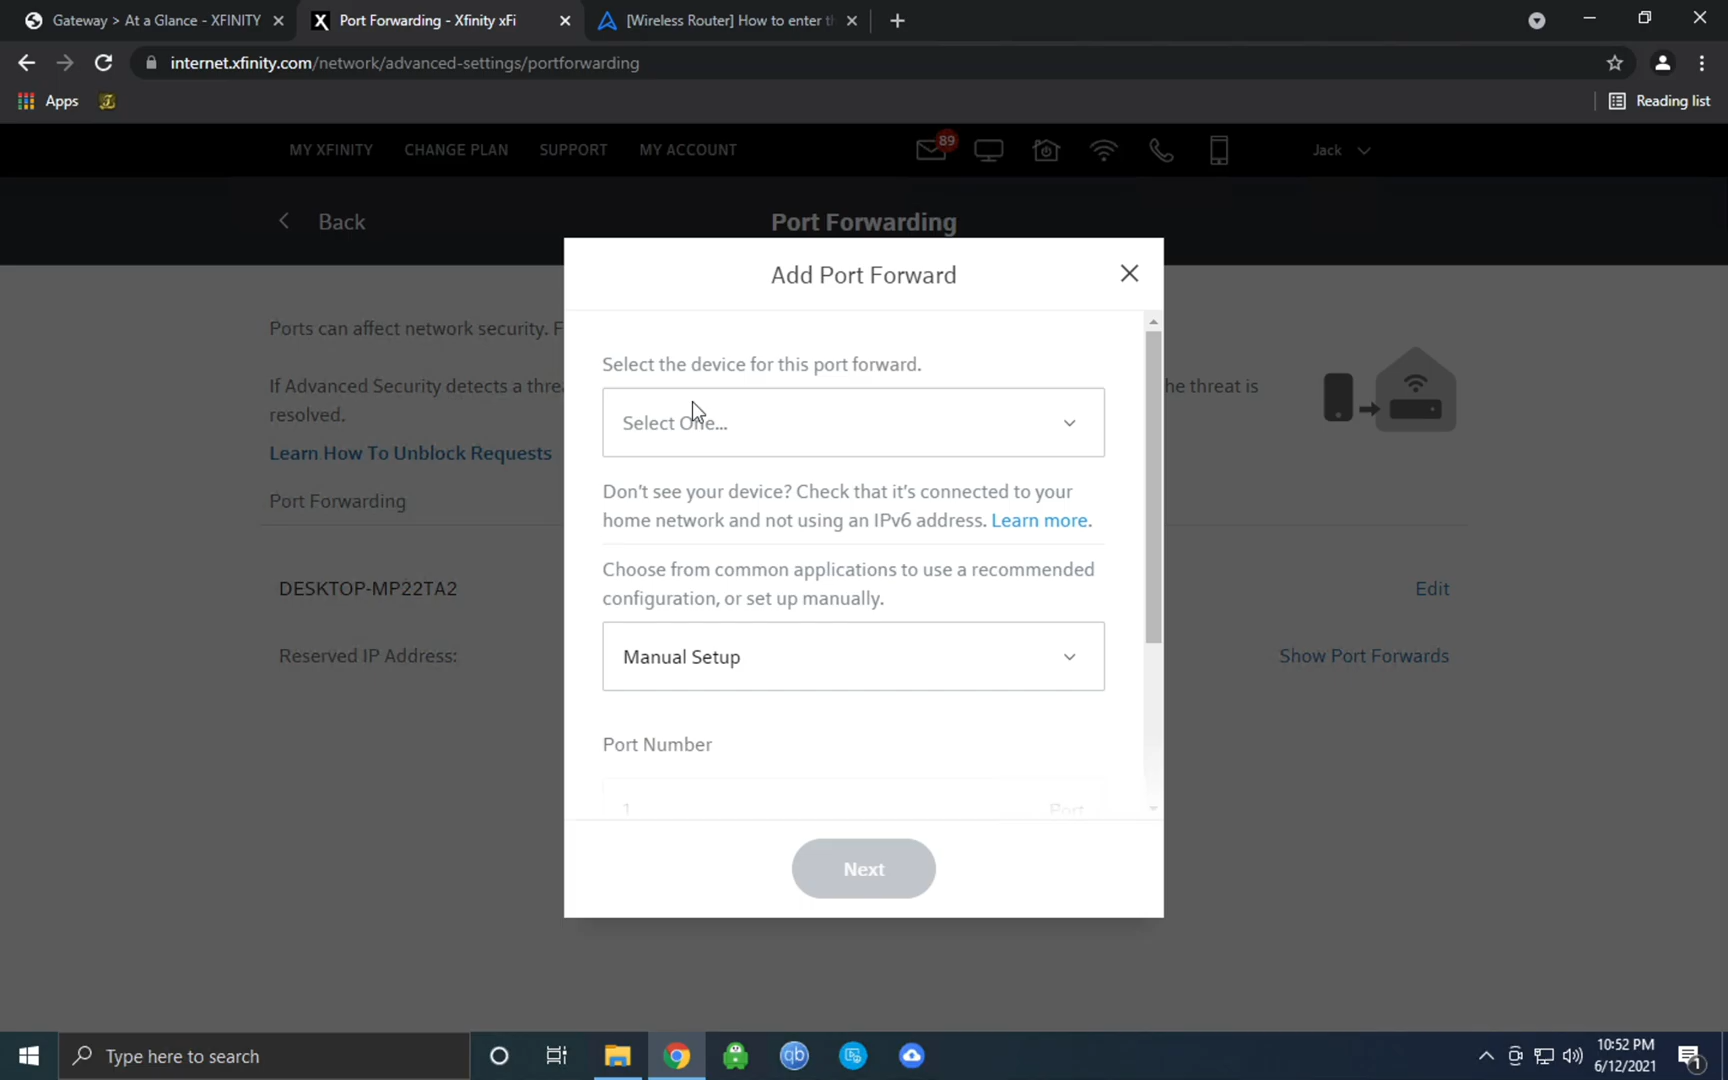 Gateway > At a Glance - XFINITY
Port Forwarding - Xfinity xFi
[Wireless Router] How to enter th
internet.xfinity.com/network/advanced-settings/portforwarding
Apps
Reading list
MY XFINITY
CHANGE PLAN
SUPPORT
MY ACCOUNT
89
Jack
Back
Port Forwarding
Add Port Forward
Ports can affect network security. F
If Advanced Security detects a threa
he threat is
resolved.
Learn How To Unblock Requests
Port Forwarding
Select the device for this port forward.
Select One...
Don't see your device? Check that it's connected to your
home network and not using an IPv6 address. Learn more.
Choose from common applications to use a recommended
configuration, or set up manually.
Manual Setup
Port Number
1
Port
Next
DESKTOP-MP22TA2
Edit
Reserved IP Address:
Show Port Forwards
Type here to search
qb
10:52 PM
6/12/2021
1